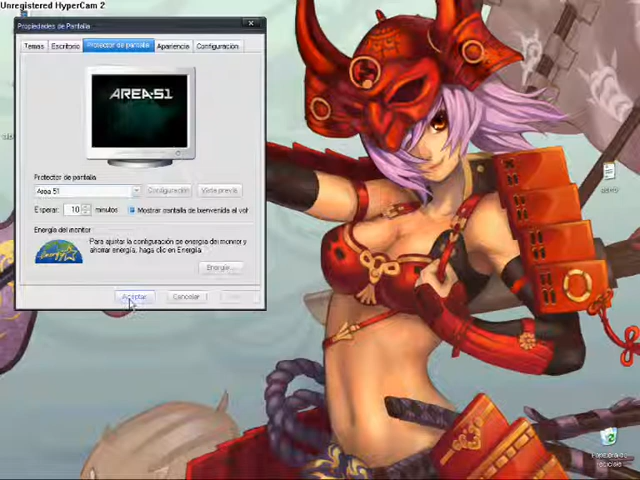 Unregistered HyperCam 2
Propiedades de Pantalla
Temas Escritorio Protector de pantalla Apariencia Configuración
AREA-51
Protector de pantalla
Area 51 Configuración Vista previa
Esperar: 10 minutos Mostrar pantalla de bienvenida al vol
Energía del monitor
Para ajustar la configuración de energía del monitor y
ahorrar energía, haga clic en Energía.
Energía...
Aceptar Cancelar